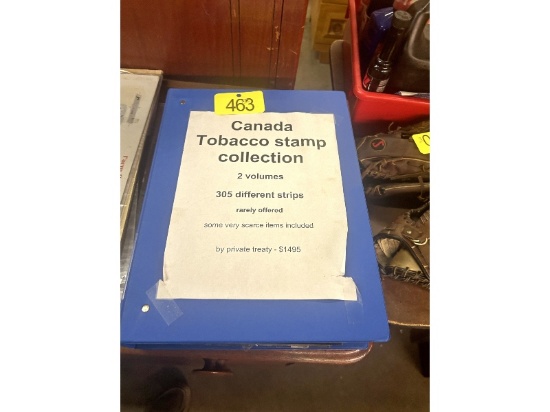 463
Canada
Tobacco stamp
collection
2 volumes
305 different strips
rarely offered
some very scarce items included
by private treaty - $1495